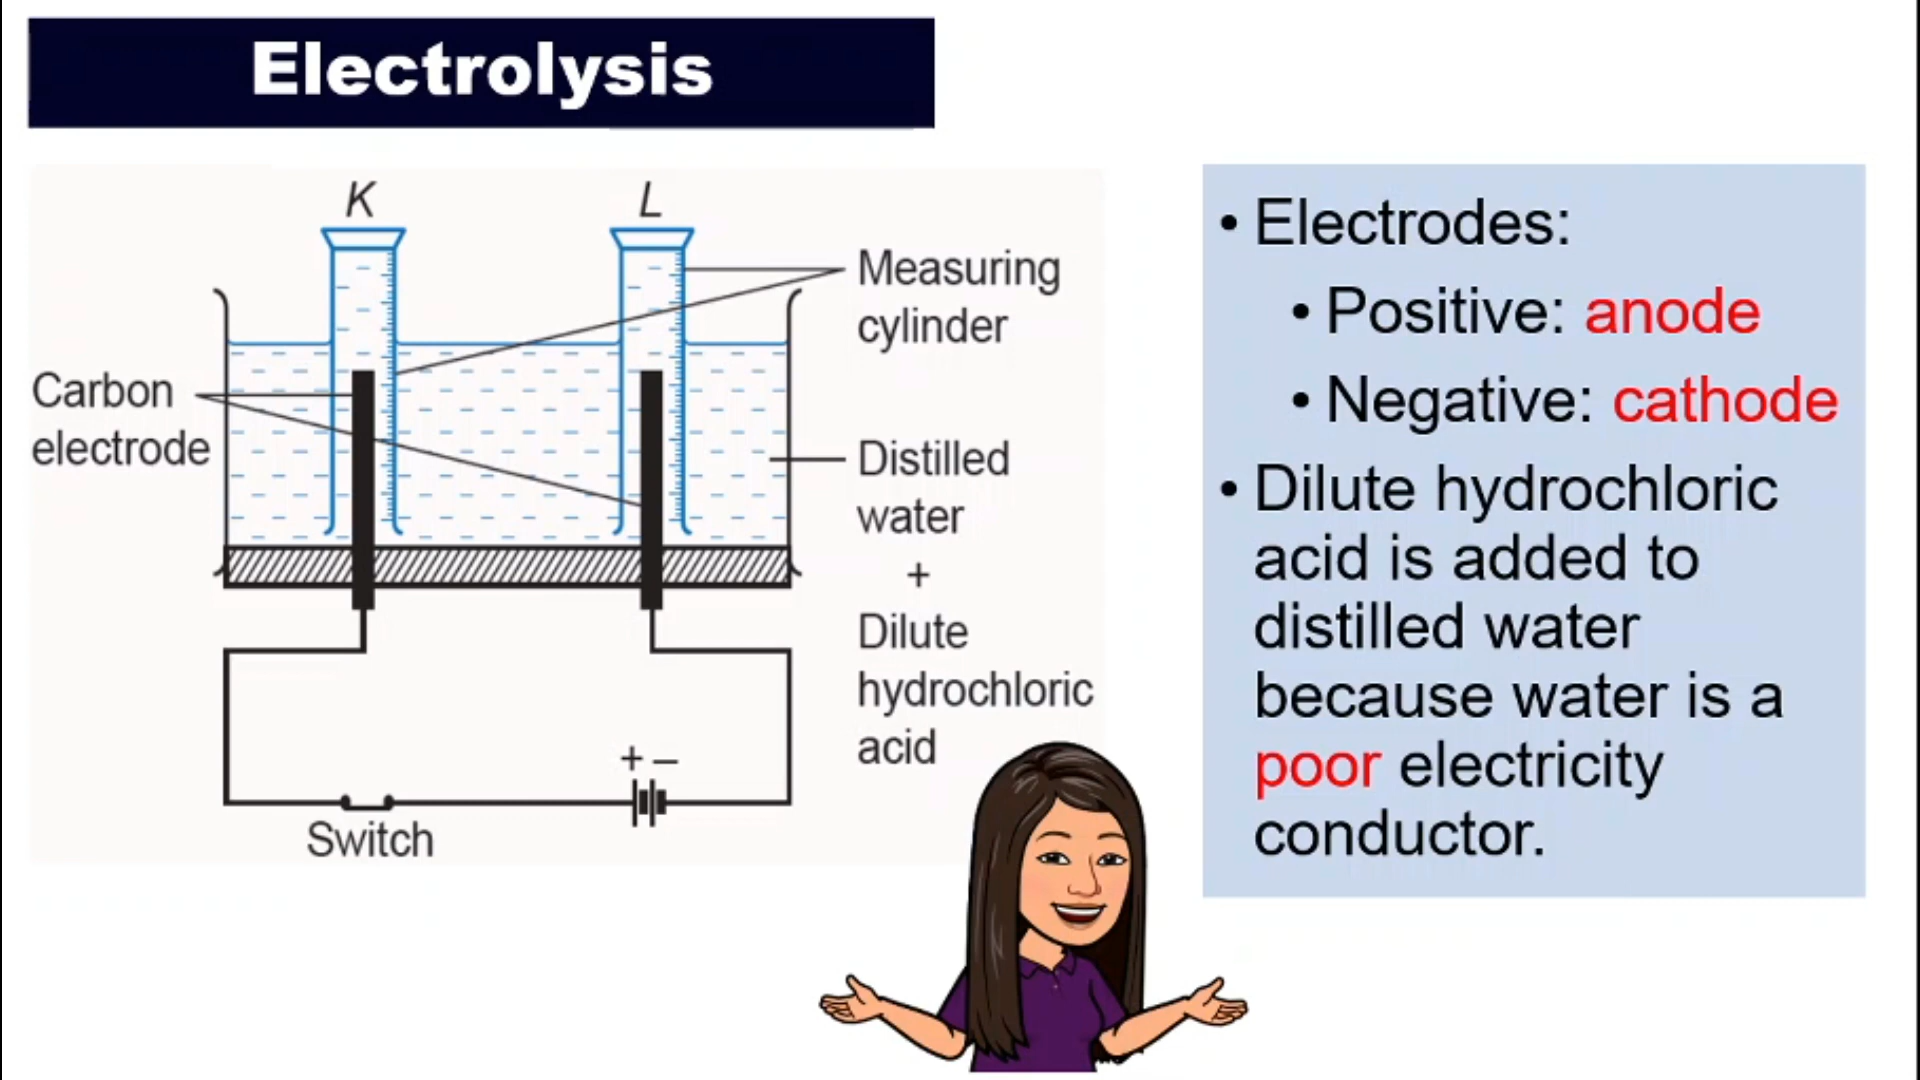 Electrolysis
K
L
Measuring
cylinder
Carbon
electrode
Distilled
water
+
Dilute
hydrochloric
acid
+ –
Switch
• Electrodes:
• Positive: anode
• Negative: cathode
• Dilute hydrochloric
acid is added to
distilled water
because water is a
poor electricity
conductor.